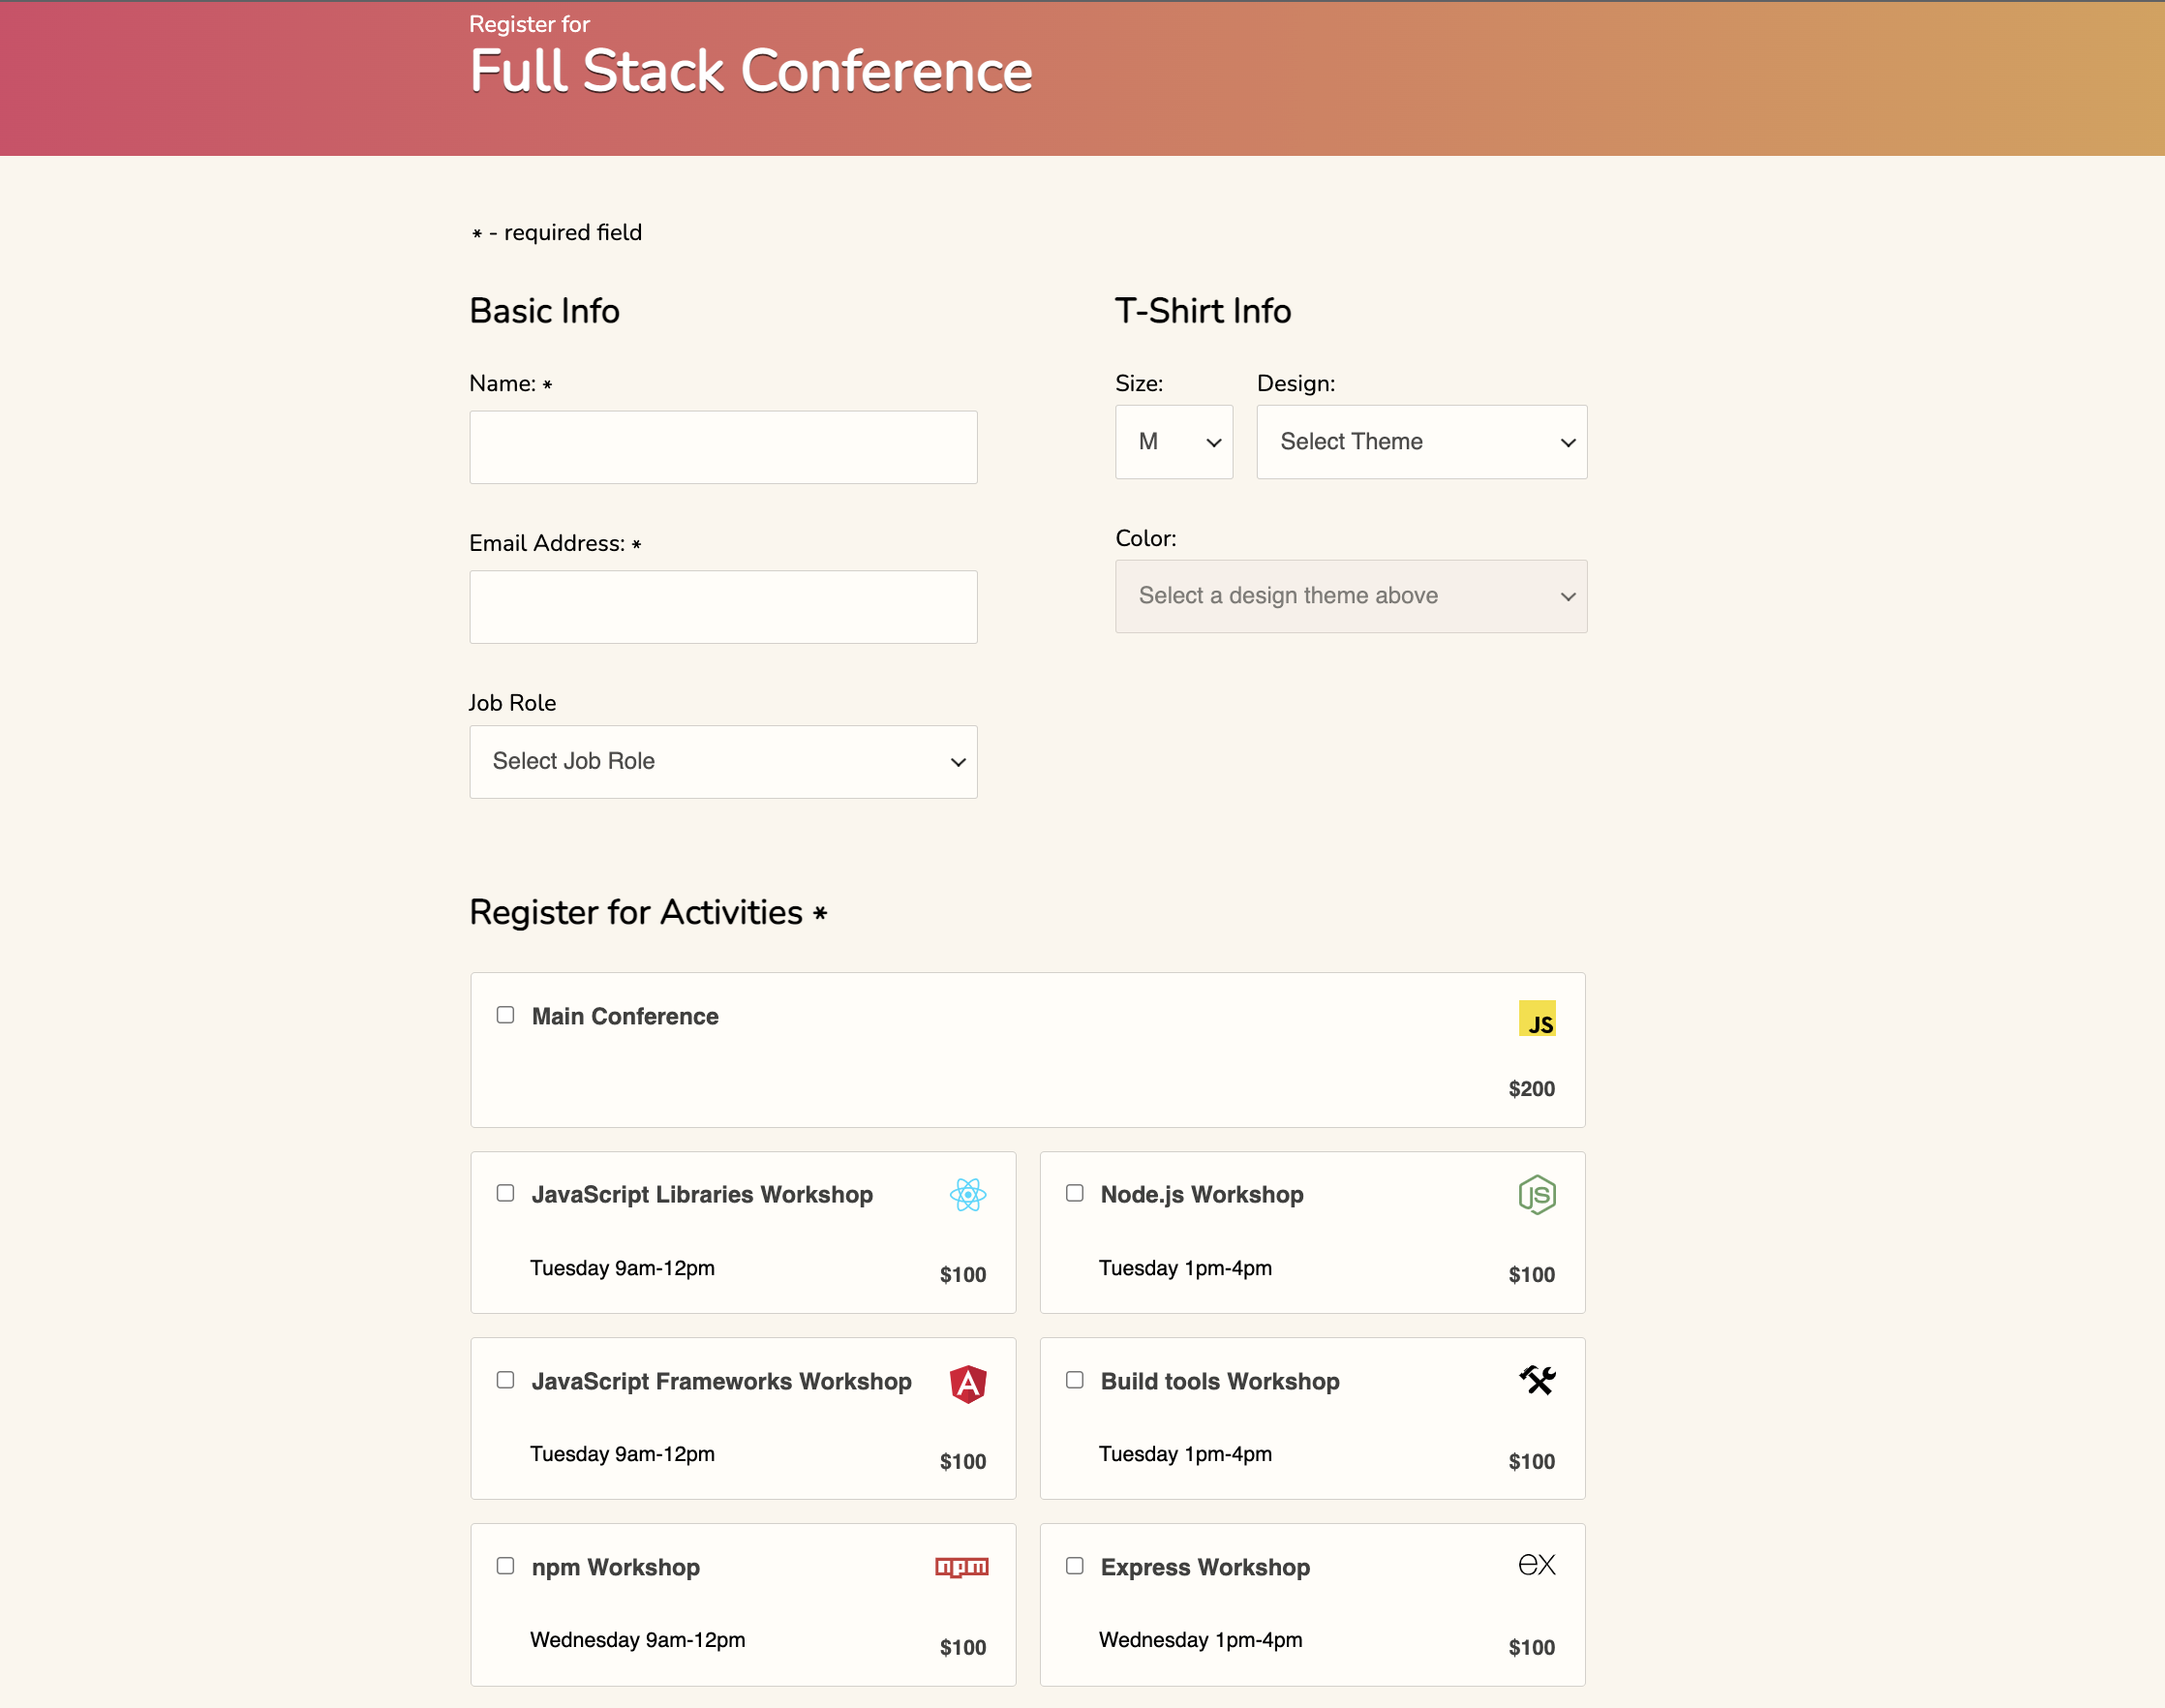 Register for
Full Stack Conference
* - required field
Basic Info
Name: *
Email Address: *
Job Role
Select Job Role
T-Shirt Info
Size:
M
Design:
Select Theme
Color:
Select a design theme above
Register for Activities *
Main Conference
JS
$200
JavaScript Libraries Workshop
Tuesday 9am-12pm
$100
Node.js Workshop
JS
Tuesday 1pm-4pm
$100
JavaScript Frameworks Workshop
A
Tuesday 9am-12pm
$100
Build tools Workshop
Tuesday 1pm-4pm
$100
npm Workshop
npm
Wednesday 9am-12pm
$100
Express Workshop
ex
Wednesday 1pm-4pm
$100